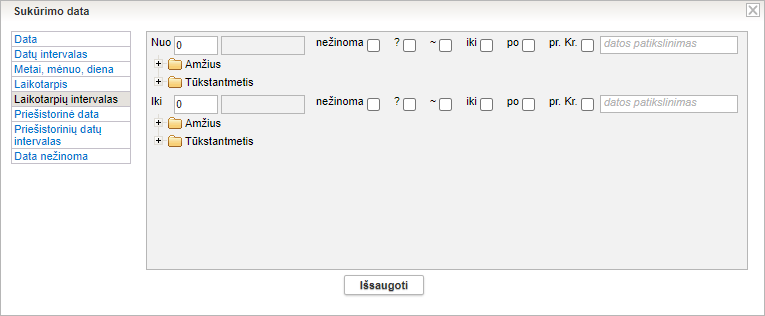 Sukūrimo data
Data
Datų intervalas
Metai, mėnuo, diena
Laikotarpis
Laikotarpių intervalas
Priešistorinė data
Priešistorinių datų
intervalas
Data nežinoma
Nuo 0 nežinoma ? ~ iki po pr. Kr. datos patikslinimas
Amžius
Tūkstantmetis
Iki 0 nežinoma ? ~ iki po pr. Kr. datos patikslinimas
Amžius
Tūkstantmetis
Išsaugoti